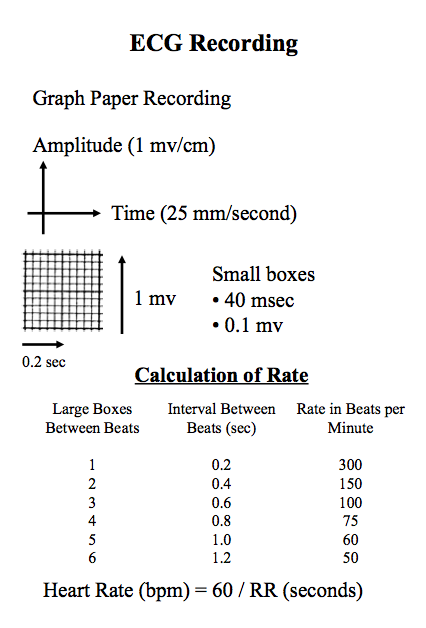 ECG Recording
Graph Paper Recording
Amplitude (1 mv/cm)
Time (25 mm/second)
1 mv
Small boxes
• 40 msec
• 0.1 mv
0.2 sec
Calculation of Rate
Large Boxes Between Beats Interval Between Beats (sec) Rate in Beats per Minute
1 0.2 300
2 0.4 150
3 0.6 100
4 0.8 75
5 1.0 60
6 1.2 50
Heart Rate (bpm) = 60 / RR (seconds)